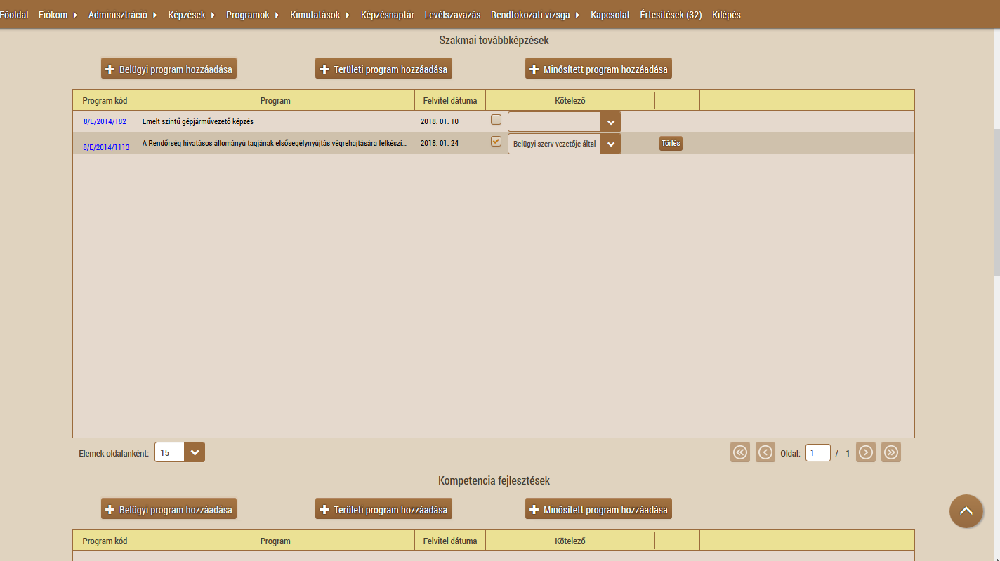 Főoldal Fiókom Adminisztráció Képzések Programok Kimutatások Képzésnaptár Levélszavazás Rendfokozati vizsga Kapcsolat Értesítések (32) Kilépés
Szakmai továbbképzések
Belügyi program hozzáadása Területi program hozzáadása Minősített program hozzáadása
Program kód Program Felvitel dátuma Kötelező
8/E/2014/182 Emelt szintű gépjárművezető képzés 2018. 01. 10
8/E/2014/1113 A Rendőrség hivatásos állományú tagjának elsősegélynyújtás végrehajtására felkészí... 2018. 01. 24 Belügyi szerv vezetője által Törlés
Elemek oldalanként: 15 Oldal: 1 / 1
Kompetencia fejlesztések
Belügyi program hozzáadása Területi program hozzáadása Minősített program hozzáadása
Program kód Program Felvitel dátuma Kötelező